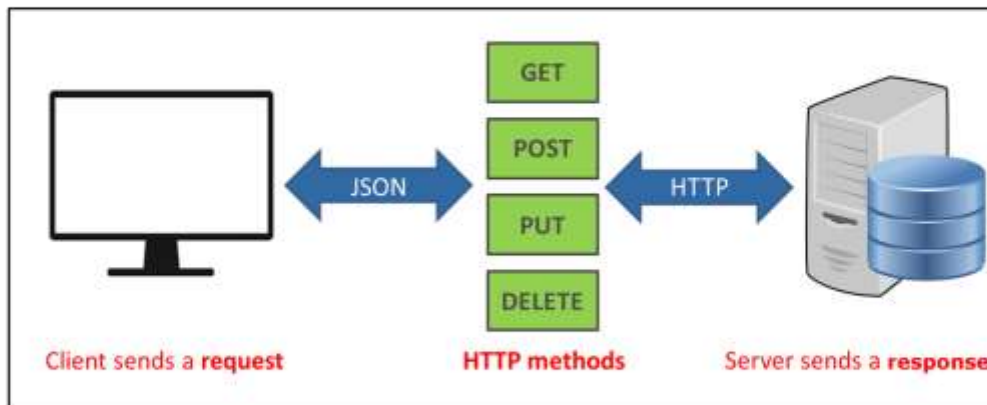 GET
POST
JSON
HTTP
PUT
DELETE
Client sends a request
HTTP methods
Server sends a response